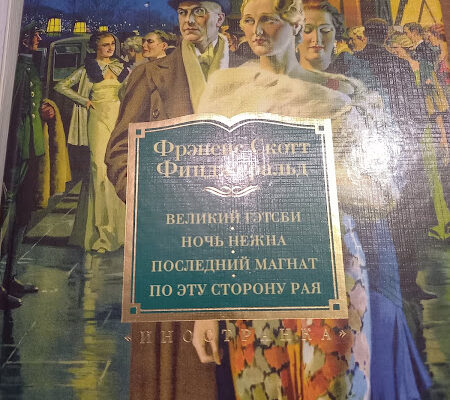 Фрэнсис Скотт
Фицджеральд
ВЕЛИКИЙ ГЭТСБИ
НОЧЬ НЕЖНА
ПОСЛЕДНИЙ МАГНАТ
ПО ЭТУ СТОРОНУ РАЯ
«ИНОСТРАНКА»